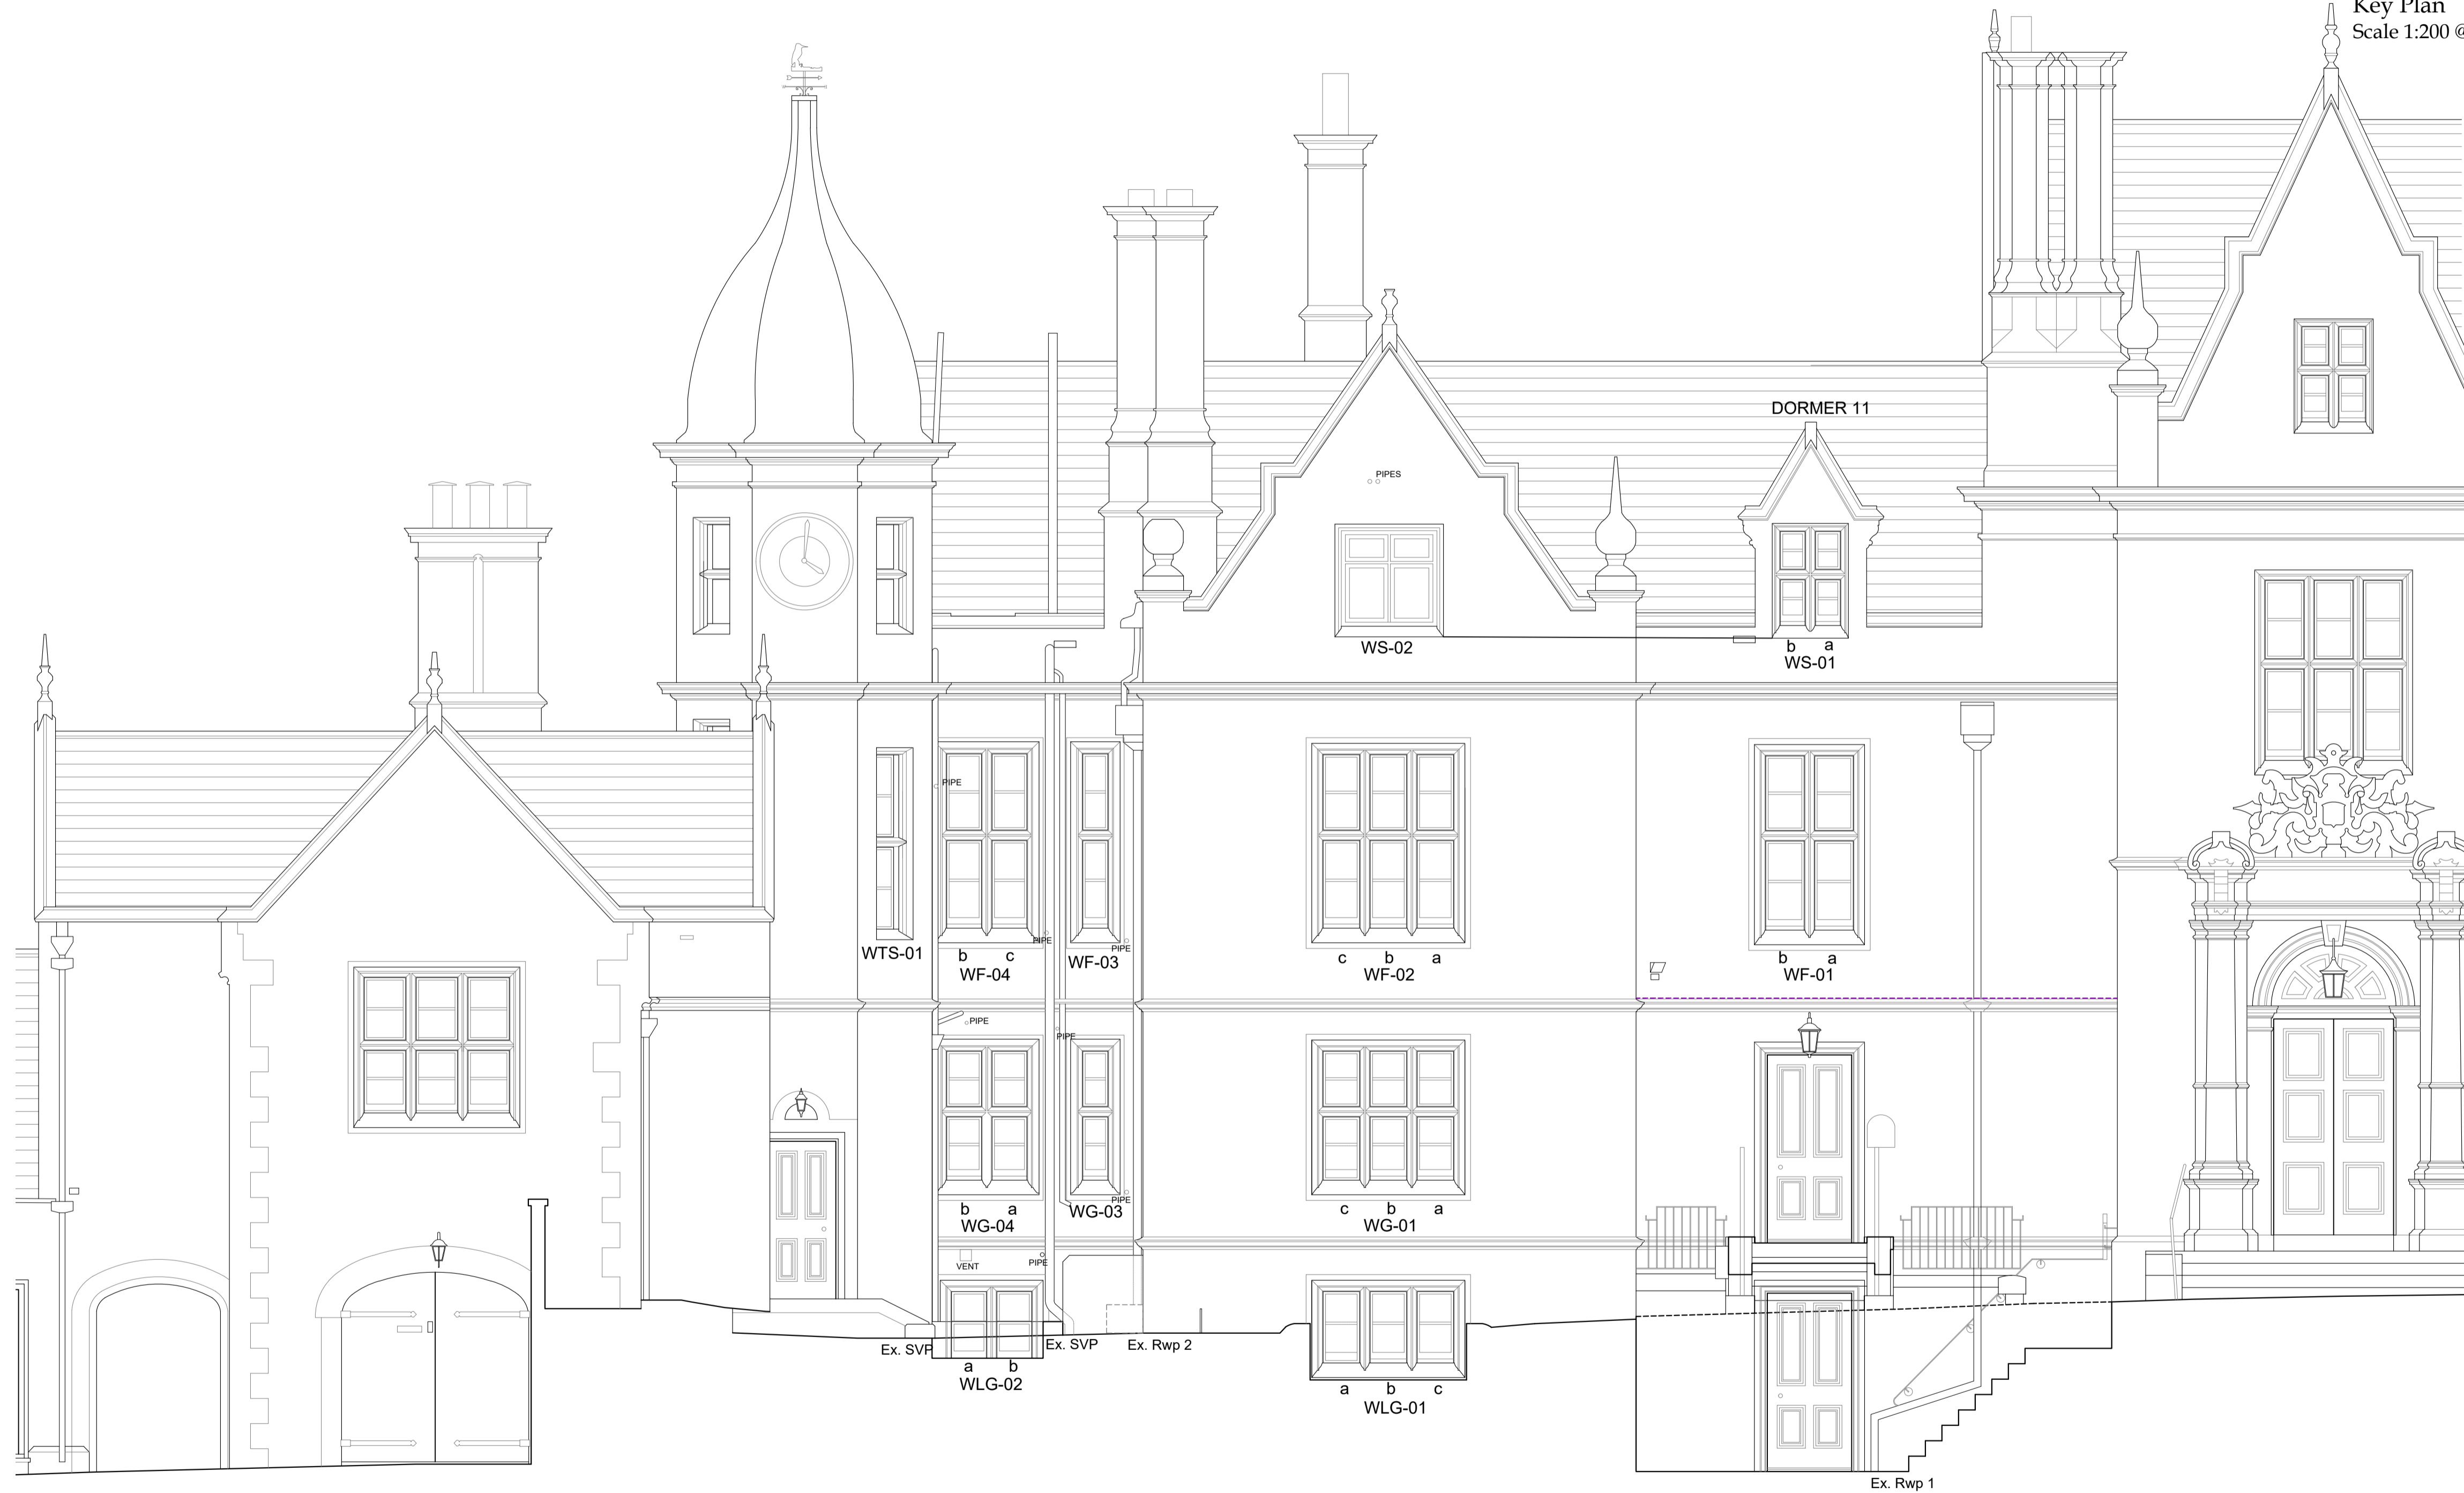 Key Plan
Scale 1:200 @
DORMER 11
PIPES
WS-02
b a
WS-01
PIPE
WTS-01
b c
WF-04
PIPE
WF-03
PIPE
c b a
WF-02
b a
WF-01
PIPE
PIPE
b a
WG-04
PIPE
WG-03
c b a
WG-01
VENT
PIPE
Ex. SVP
Ex. SVP
Ex. Rwp 2
a b
WLG-02
a b c
WLG-01
Ex. Rwp 1